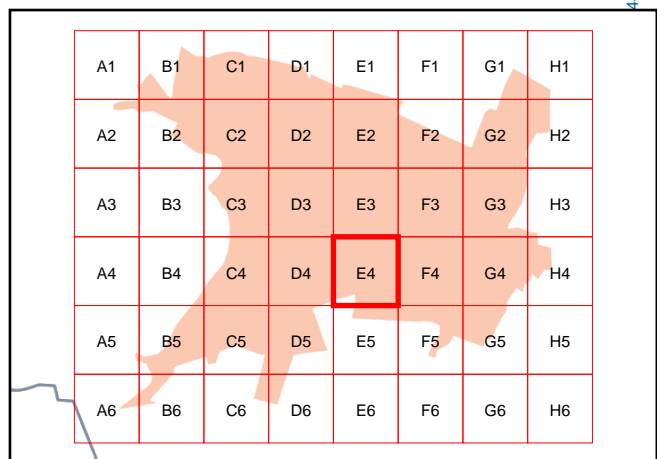 4
A1 B1 C1 D1 E1 F1 G1 H1
A2 B2 C2 D2 E2 F2 G2 H2
A3 B3 C3 D3 E3 F3 G3 H3
A4 B4 C4 D4 E4 F4 G4 H4
A5 B5 C5 D5 E5 F5 G5 H5
A6 B6 C6 D6 E6 F6 G6 H6